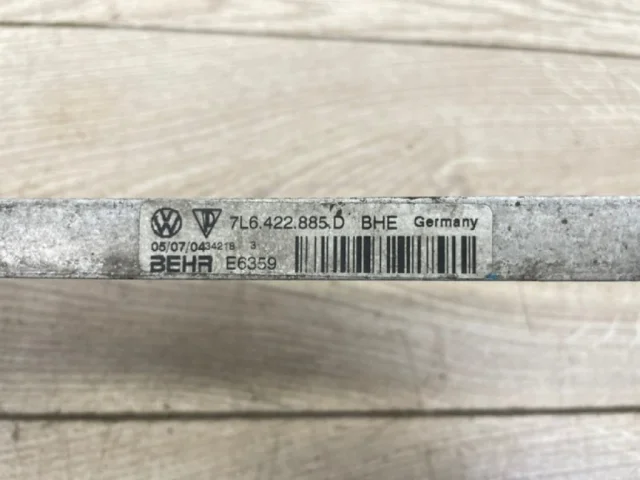 7L6.422.885.D BHE Germany
05/07/04 34218 3
BEHR E6359